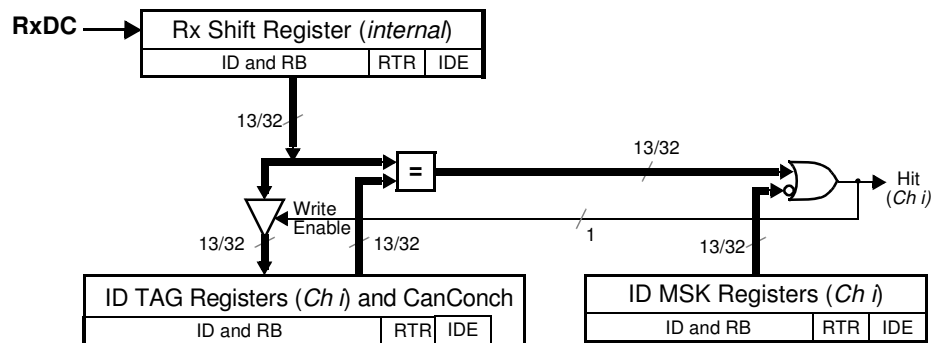 RxDC
Rx Shift Register (internal)
ID and RB RTR IDE
13/32
13/32
=
Hit
(Ch i)
Write
Enable
1
13/32
13/32
13/32
ID TAG Registers (Ch i) and CanConch
ID and RB RTR IDE
ID MSK Registers (Ch i)
ID and RB RTR IDE